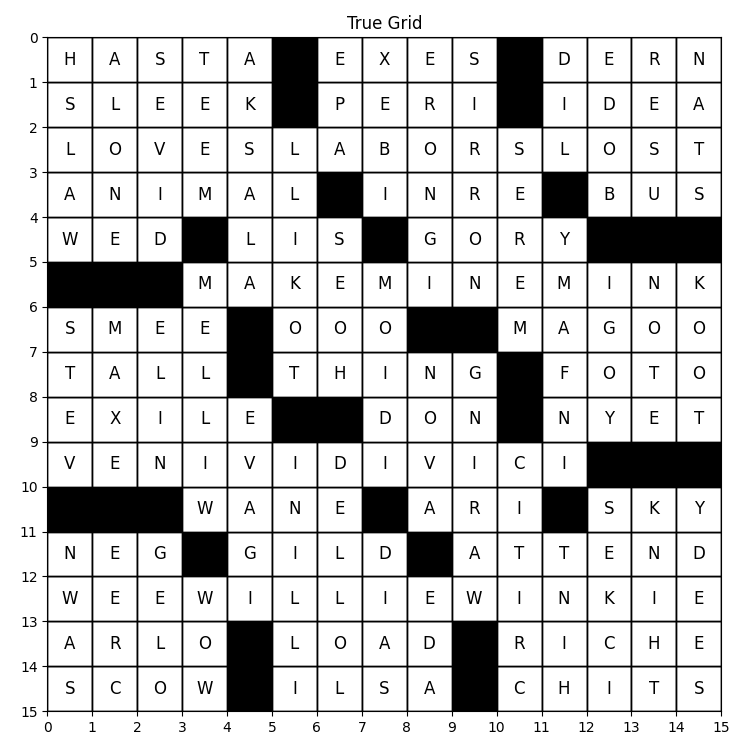 True Grid
0
H A S T A E X E S D E R N
1
S L E E K P E R I I D E A
2
L O V E S L A B O R S L O S T
3
A N I M A L I N R E B U S
4
W E D L I S G O R Y
5
M A K E M I N E M I N K
6
S M E E O O O M A G O O
7
T A L L T H I N G F O T O
8
E X I L E D O N N Y E T
9
V E N I V I D I V I C I
10
W A N E A R I S K Y
11
N E G G I L D A T T E N D
12
W E E W I L L I E W I N K I E
13
A R L O L O A D R I C H E
14
S C O W I L S A C H I T S
15
0 1 2 3 4 5 6 7 8 9 10 11 12 13 14 15